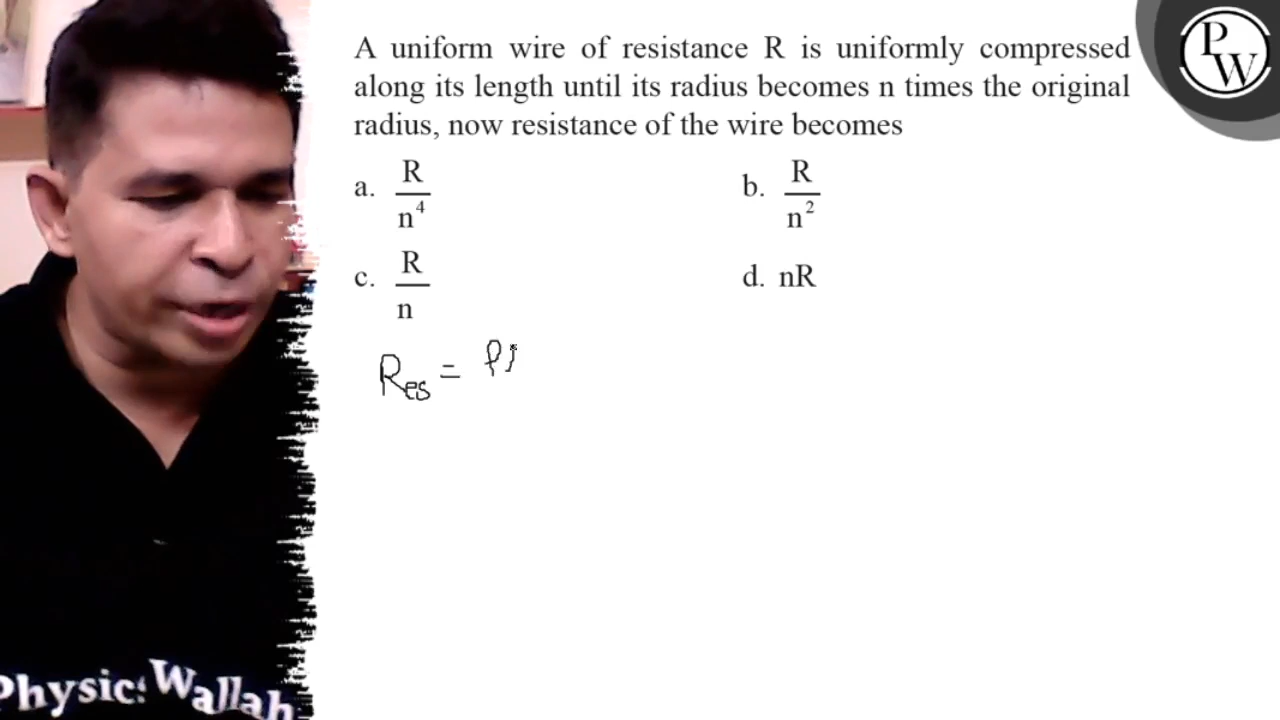 A uniform wire of resistance R is uniformly compressed
along its length until its radius becomes n times the original
radius, now resistance of the wire becomes
a. R/n⁴
b. R/n²
c. R/n
d. nR
Res = ρ
PW
Physics Wallah